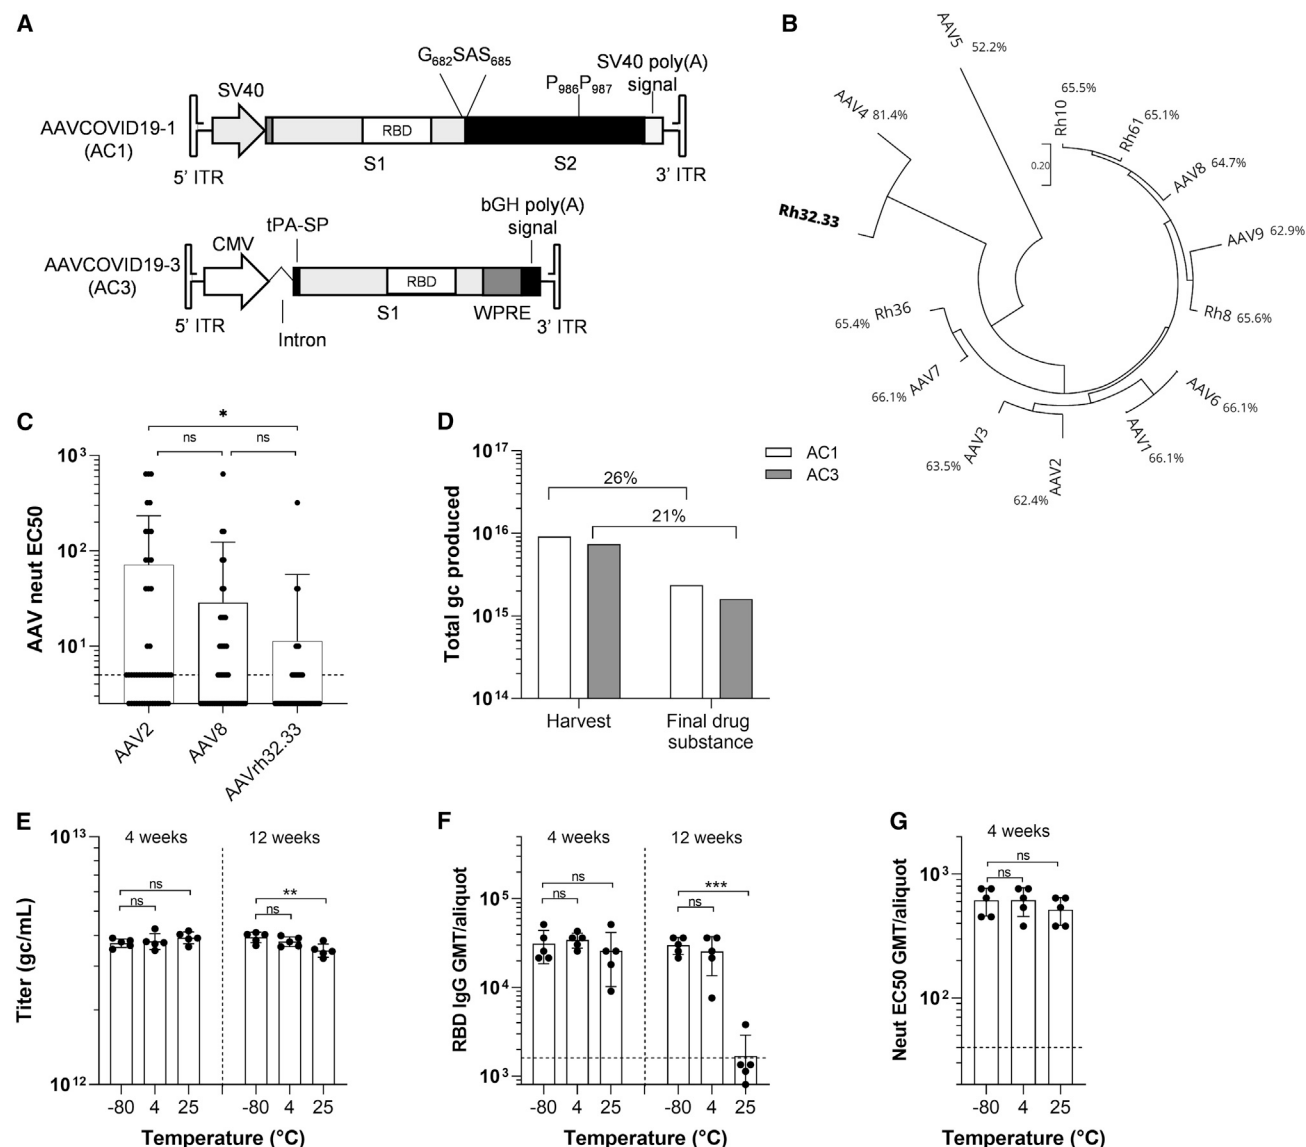 A
G682SAS685
SV40
P986P987
SV40 poly(A)
signal
AAVCOVID19-1
(AC1)
RBD
S1
S2
5' ITR
3' ITR
tPA-SP
bGH poly(A)
signal
CMV
AAVCOVID19-3
(AC3)
RBD
S1
WPRE
5' ITR
3' ITR
Intron
B
AAV5 52.2%
AAV4 81.4%
Rh32.33
Rh10 65.5%
Rh61 65.1%
0.20
AAV8 64.7%
AAV9 62.9%
Rh8 65.6%
AAV6 66.1%
AAV1 66.1%
AAV2 62.4%
AAV3 63.5%
AAV7 66.1%
Rh36 65.4%
C
*
ns ns
AAV neut EC50
10³
10²
10¹
AAV2
AAV8
AAVrh32.33
D
AC1
AC3
Total gc produced
10¹⁷
10¹⁶
10¹⁵
10¹⁴
26%
21%
Harvest
Final drug
substance
E
4 weeks 12 weeks
Titer (gc/mL)
10¹³
10¹²
ns
ns
**
ns
-80 4 25 -80 4 25
Temperature (°C)
F
4 weeks 12 weeks
RBD IgG GMT/aliquot
10⁵
10⁴
10³
ns
ns
***
ns
-80 4 25 -80 4 25
Temperature (°C)
G
4 weeks
Neut EC50 GMT/aliquot
10³
10²
ns
ns
-80 4 25
Temperature (°C)